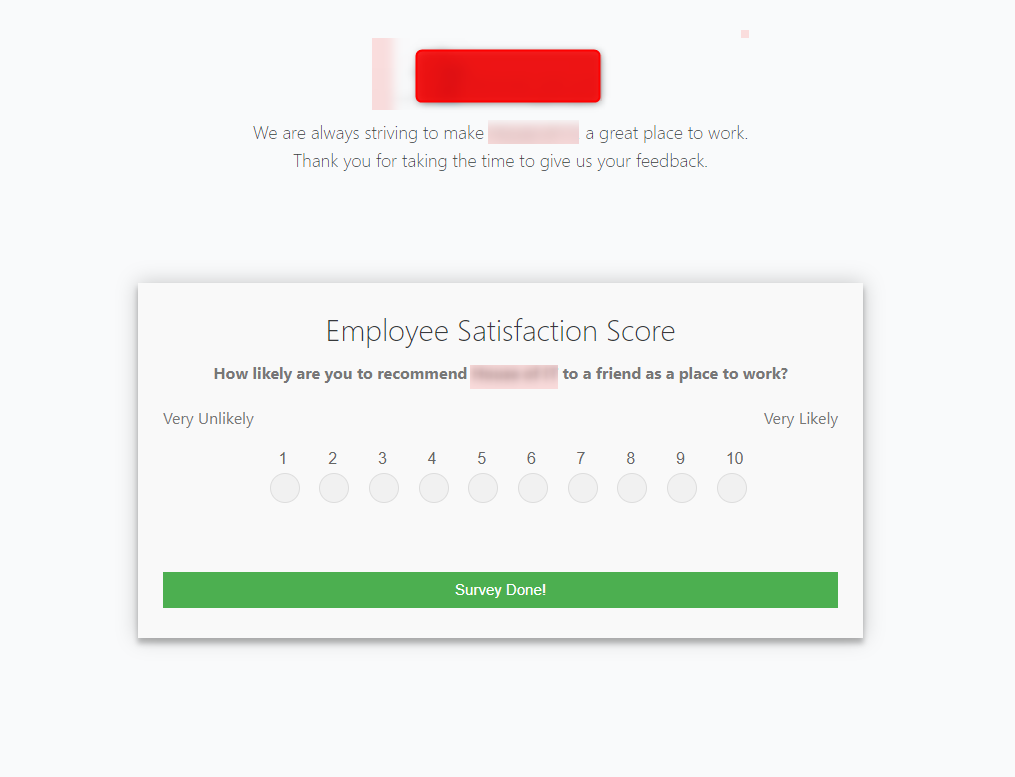 We are always striving to make a great place to work.
Thank you for taking the time to give us your feedback.
Employee Satisfaction Score
How likely are you to recommend to a friend as a place to work?
Very Unlikely Very Likely
1 2 3 4 5 6 7 8 9 10
Survey Done!